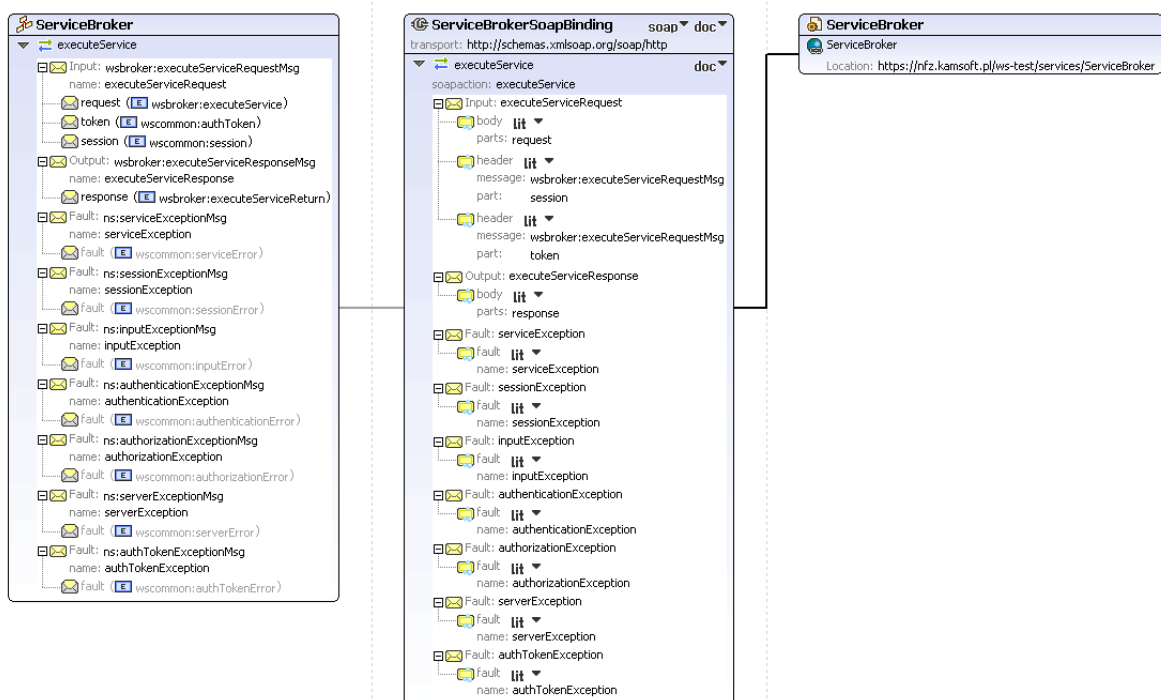 ServiceBroker
executeService
Input: wsbroker:executeServiceRequestMsg
name: executeServiceRequest
request (E wsbroker:executeService)
token (E wscommon:authToken)
session (E wscommon:session)
Output: wsbroker:executeServiceResponseMsg
name: executeServiceResponse
response (E wsbroker:executeServiceReturn)
Fault: ns:serviceExceptionMsg
name: serviceException
fault (E wscommon:serviceError)
Fault: ns:sessionExceptionMsg
name: sessionException
fault (E wscommon:sessionError)
Fault: ns:inputExceptionMsg
name: inputException
fault (E wscommon:inputError)
Fault: ns:authenticationExceptionMsg
name: authenticationException
fault (E wscommon:authenticationError)
Fault: ns:authorizationExceptionMsg
name: authorizationException
fault (E wscommon:authorizationError)
Fault: ns:serverExceptionMsg
name: serverException
fault (E wscommon:serverError)
Fault: ns:authTokenExceptionMsg
name: authTokenException
fault (E wscommon:authTokenError)
ServiceBrokerSoapBinding soap doc
transport: http://schemas.xmlsoap.org/soap/http
executeService doc
soapaction: executeService
Input: executeServiceRequest
body lit
parts: request
header lit
message: wsbroker:executeServiceRequestMsg
part: session
header lit
message: wsbroker:executeServiceRequestMsg
part: token
Output: executeServiceResponse
body lit
parts: response
Fault: serviceException
fault lit
name: serviceException
Fault: sessionException
fault lit
name: sessionException
Fault: inputException
fault lit
name: inputException
Fault: authenticationException
fault lit
name: authenticationException
Fault: authorizationException
fault lit
name: authorizationException
Fault: serverException
fault lit
name: serverException
Fault: authTokenException
fault lit
name: authTokenException
ServiceBroker
ServiceBroker
Location: https://nfz.kamsoft.pl/ws-test/services/ServiceBroker